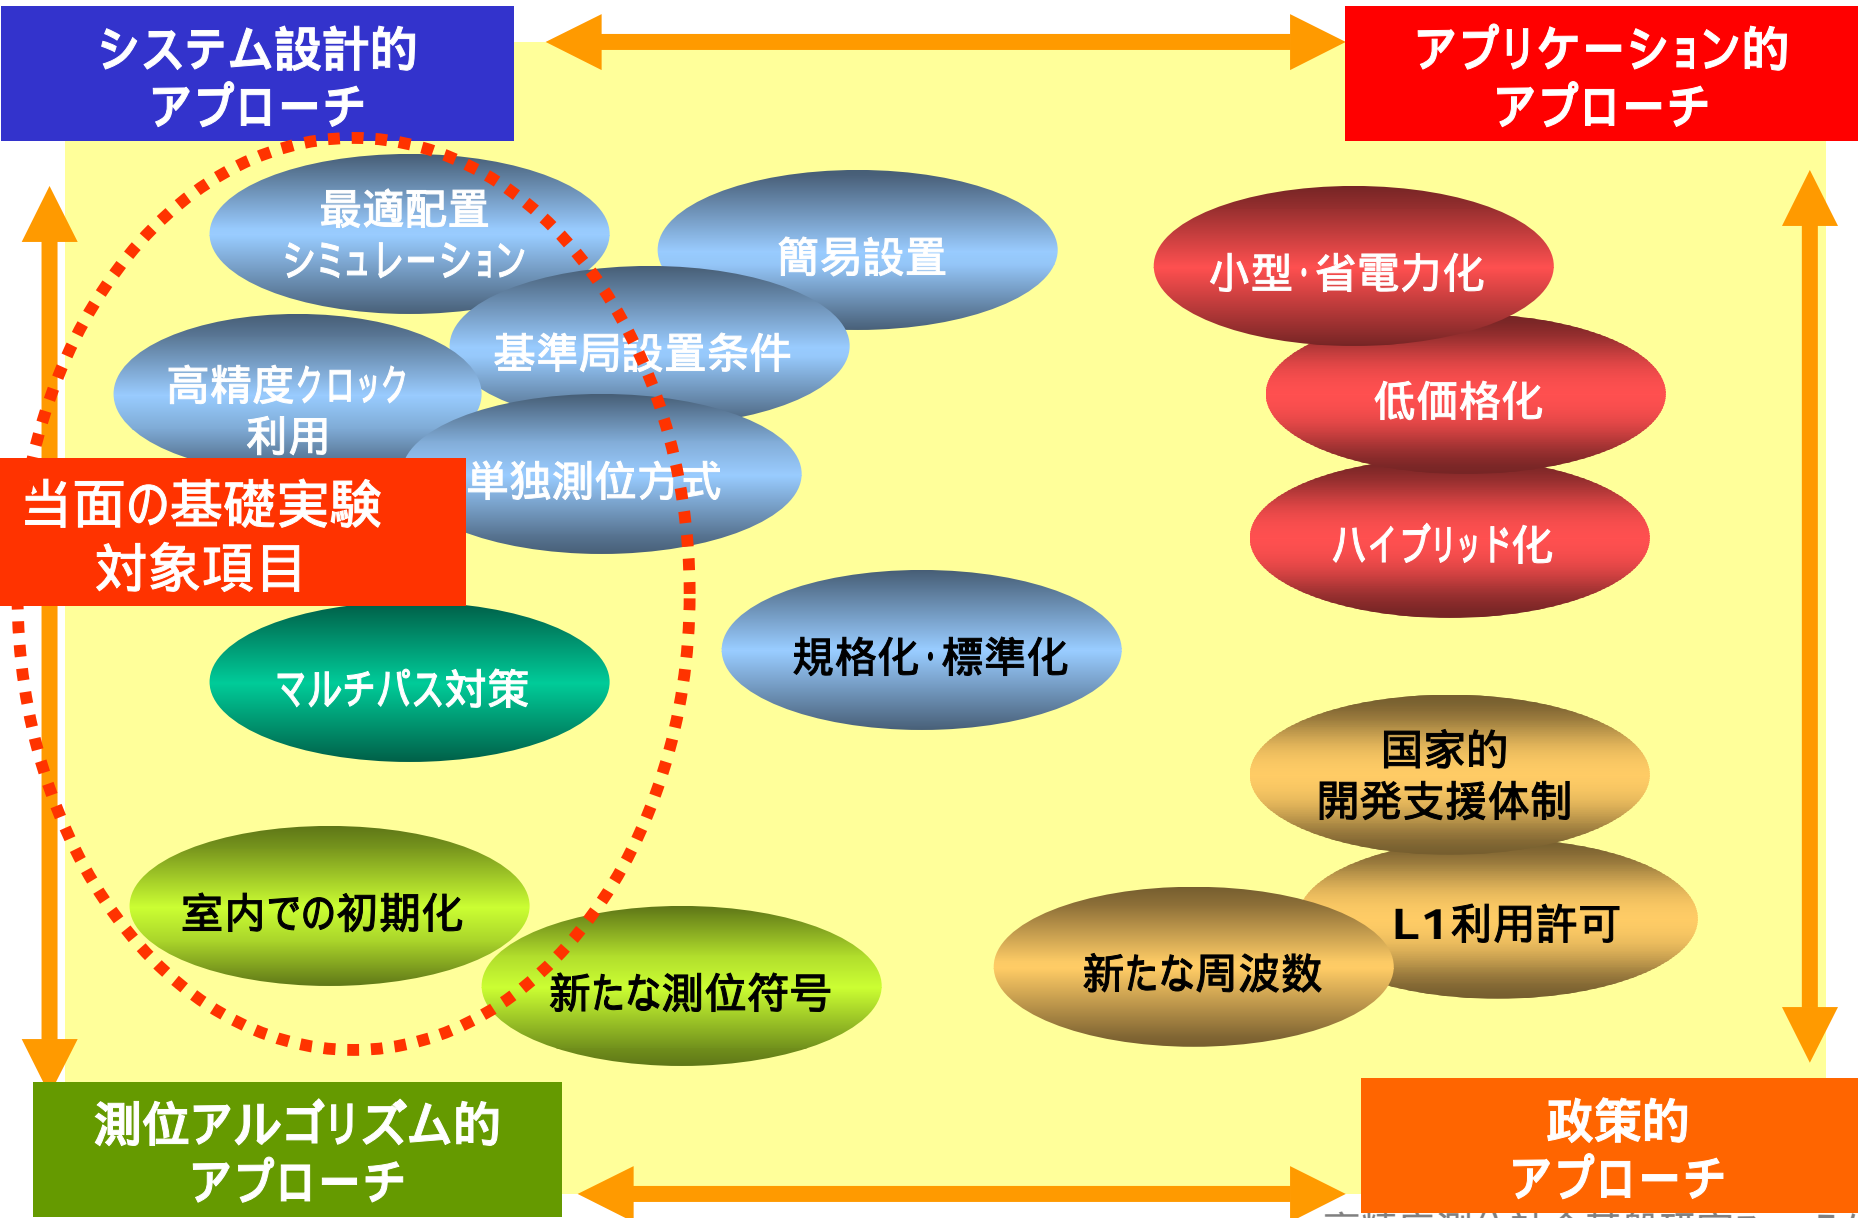 システム設計的
アプローチ
アプリケーション的
アプローチ
最適配置
シミュレーション
簡易設置
小型･省電力化
基準局設置条件
高精度クロック
利用
低価格化
単独測位方式
当面の基礎実験
対象項目
ハイブリッド化
規格化･標準化
マルチパス対策
国家的
開発支援体制
室内での初期化
L1利用許可
新たな周波数
新たな測位符号
測位アルゴリズム的
アプローチ
政策的
アプローチ